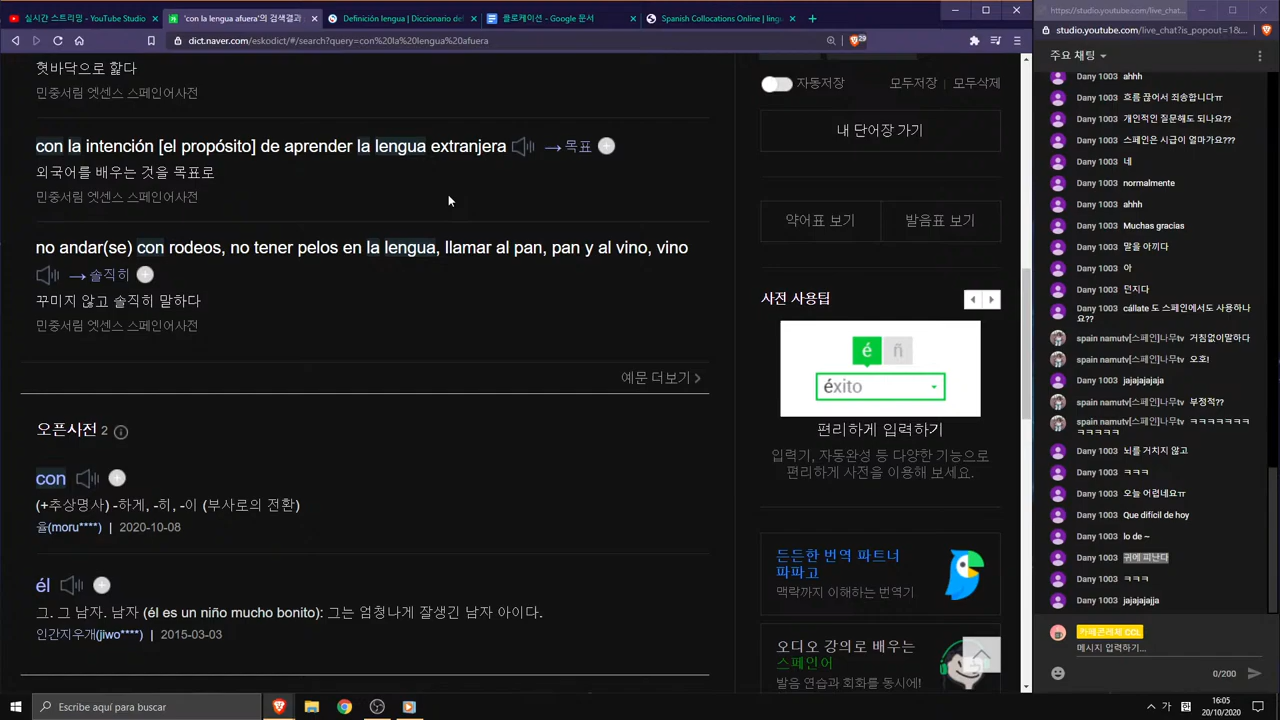 실시간 스트리밍 - YouTube Studio
'con la lengua afuera'의 검색결과
Definición lengua | Diccionario de
클로케이션 - Google 문서
Spanish Collocations Online | lingu
dict.naver.com/eskodict/#/search?query=con%20la%20lengua%20afuera
29
혓바닥으로 핥다
민중서림 엣센스 스페인어사전
con la intención [el propósito] de aprender la lengua extranjera → 목표
외국어를 배우는 것을 목표로
민중서림 엣센스 스페인어사전
no andar(se) con rodeos, no tener pelos en la lengua, llamar al pan, pan y al vino, vino
→ 솔직히
꾸미지 않고 솔직히 말하다
민중서림 엣센스 스페인어사전
예문 더보기 >
오픈사전 2
con
(+추상명사) -하게, -히, -이 (부사로의 전환)
율(moru****) | 2020-10-08
él
그. 그 남자. 남자 (él es un niño mucho bonito): 그는 엄청나게 잘생긴 남자 아이다.
인간지우개(jiwo****) | 2015-03-03
자동저장
모두저장 | 모두삭제
내 단어장 가기
약어표 보기
발음표 보기
사전 사용팁
é ñ
éxito
편리하게 입력하기
입력기, 자동완성 등 다양한 기능으로
편리하게 사전을 이용해 보세요.
든든한 번역 파트너
파파고
맥락까지 이해하는 번역기
오디오 강의로 배우는
스페인어
발음 연습과 회화를 동시에!
https://studio.youtube.com/live_chat?is_popout=1&...
studio.youtube.com/live_chat?is_popout=1&...
주요 채팅
Dany 1003 ahhh
Dany 1003 흐름 끊어서 죄송합니다ㅠ
Dany 1003 개인적인 질문해도 되나요??
Dany 1003 스페인은 시급이 얼마가요???
Dany 1003 네
Dany 1003 normalmente
Dany 1003 ahhh
Dany 1003 Muchas gracias
Dany 1003 말을 아끼다
Dany 1003 아
Dany 1003 던지다
Dany 1003 cállate 도 스페인에서도 사용하나
요??
spain namutv[스페인]나무tv 거침없이말하다
spain namutv[스페인]나무tv 오호!
Dany 1003 jajajajajaja
spain namutv[스페인]나무tv 부정적??
spain namutv[스페인]나무tv ㅋㅋㅋㅋㅋㅋㅋ
ㅋㅋㅋㅋㅋ
Dany 1003 뇌를 거치지 않고
Dany 1003 ㅋㅋㅋ
Dany 1003 오늘 어렵네요ㅠ
Dany 1003 Que difícil de hoy
Dany 1003 lo de ~
Dany 1003 귀에 피난다
Dany 1003 ㅋㅋㅋ
Dany 1003 jajajajajja
카페꼰레체 CCL
메시지 입력하기...
0/200
Escribe aquí para buscar
가
16:05
20/10/2020